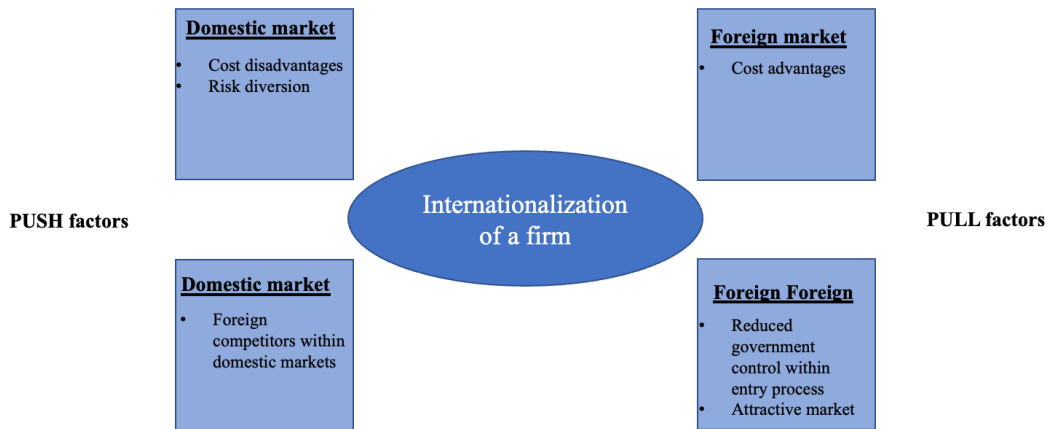 Domestic market
• Cost disadvantages
• Risk diversion
Foreign market
• Cost advantages
PUSH factors
Internationalization
of a firm
PULL factors
Domestic market
• Foreign
competitors within
domestic markets
Foreign Foreign
• Reduced
government
control within
entry process
• Attractive market